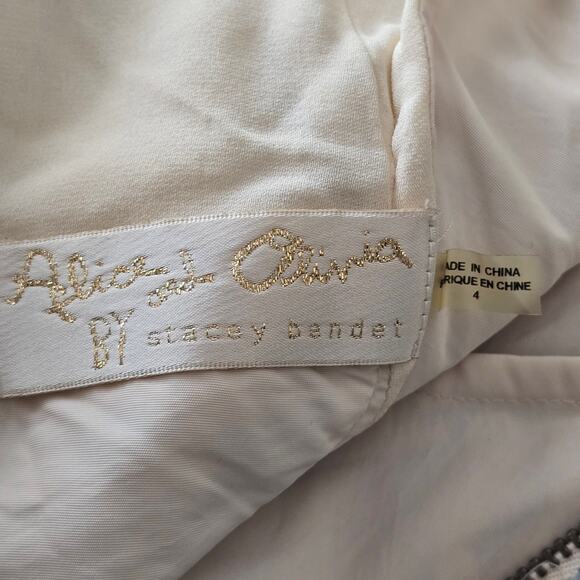 Alice and Olivia
BY stacey bendet
ADE IN CHINA
RIQUE EN CHINE
4